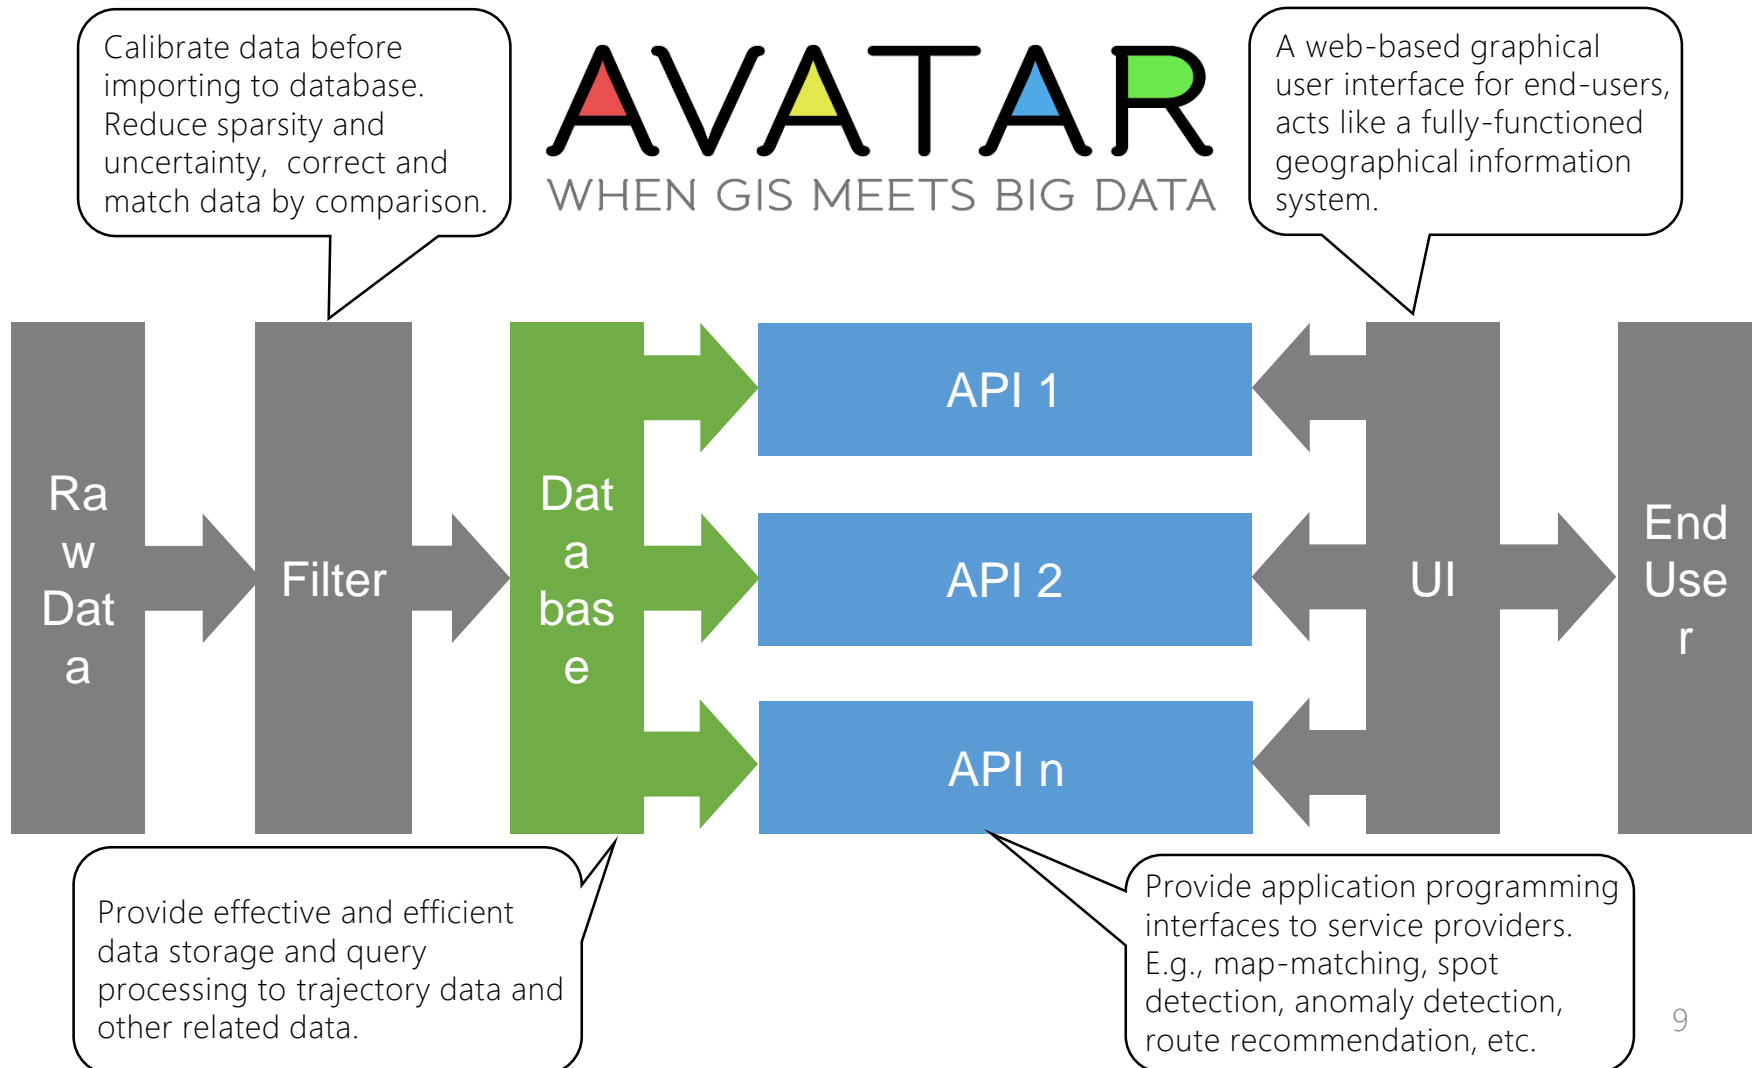 Calibrate data before
importing to database.
Reduce sparsity and
uncertainty, correct and
match data by comparison.
AVATAR
WHEN GIS MEETS BIG DATA
A web-based graphical
user interface for end-users,
acts like a fully-functioned
geographical information
system.
Ra
w
Dat
a
Filter
Dat
a
bas
e
API 1
API 2
API n
UI
End
Use
r
Provide effective and efficient
data storage and query
processing to trajectory data and
other related data.
Provide application programming
interfaces to service providers.
E.g., map-matching, spot
detection, anomaly detection,
route recommendation, etc.
9